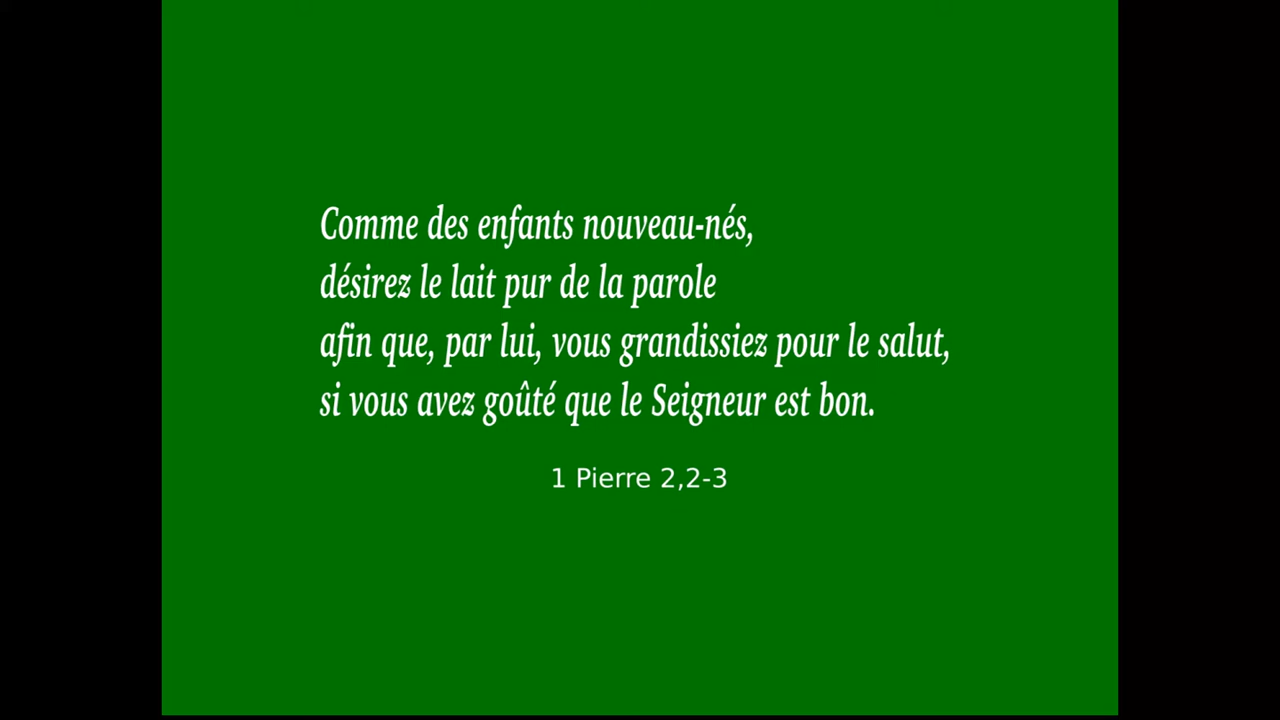 Comme des enfants nouveau-nés,
désirez le lait pur de la parole
afin que, par lui, vous grandissiez pour le salut,
si vous avez goûté que le Seigneur est bon.
1 Pierre 2,2-3